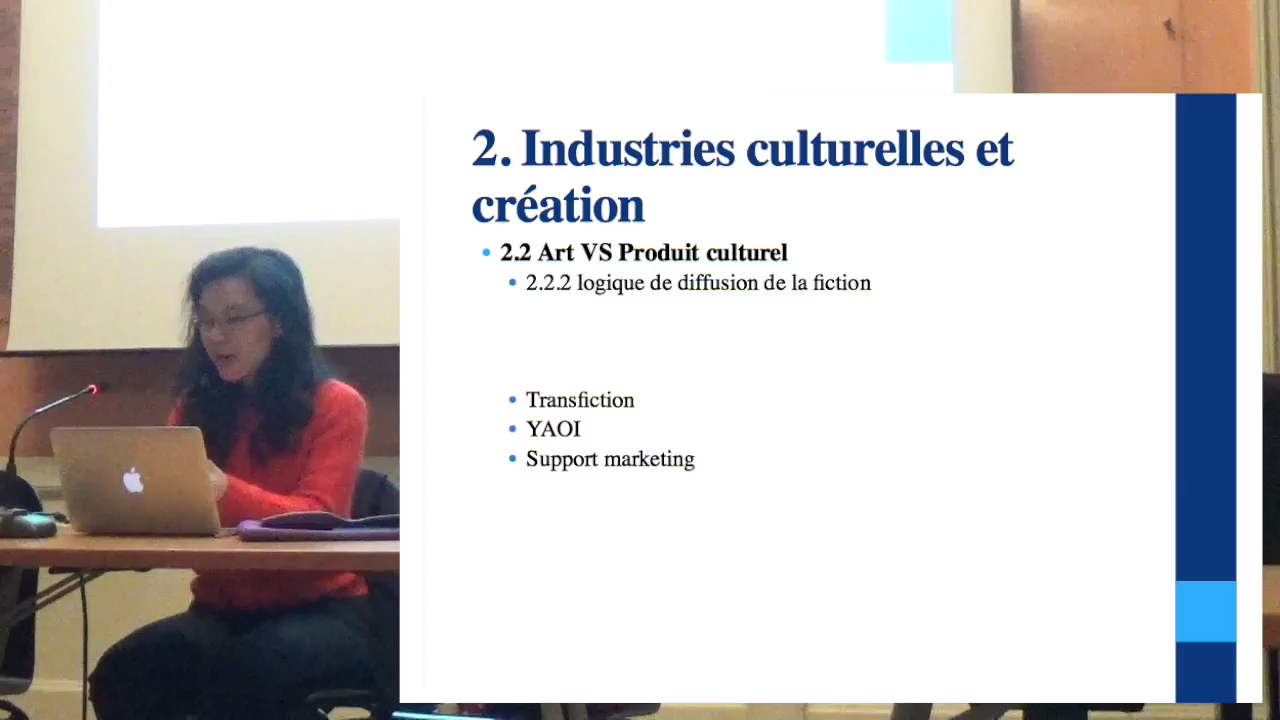 2. Industries culturelles et
création
2.2 Art VS Produit culturel
2.2.2 logique de diffusion de la fiction
Transfiction
YAOI
Support marketing